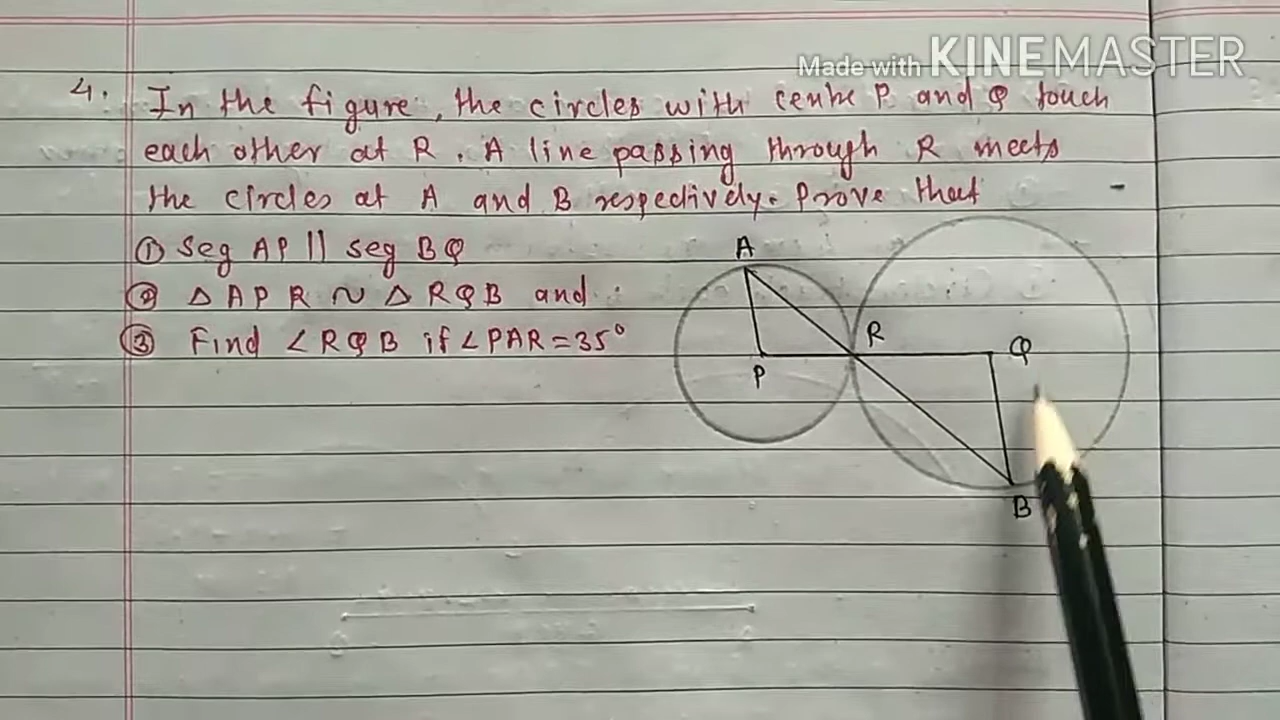 Made with KINEMASTER
4. In the figure, the circles with centre P and Q touch
each other at R. A line passing through R meets
the circles at A and B respectively. Prove that
① seg AP || seg BQ
② △ APR ~ △ RQB and
③ Find ∠RQB if ∠PAR = 35°
A
R
Q
P
B